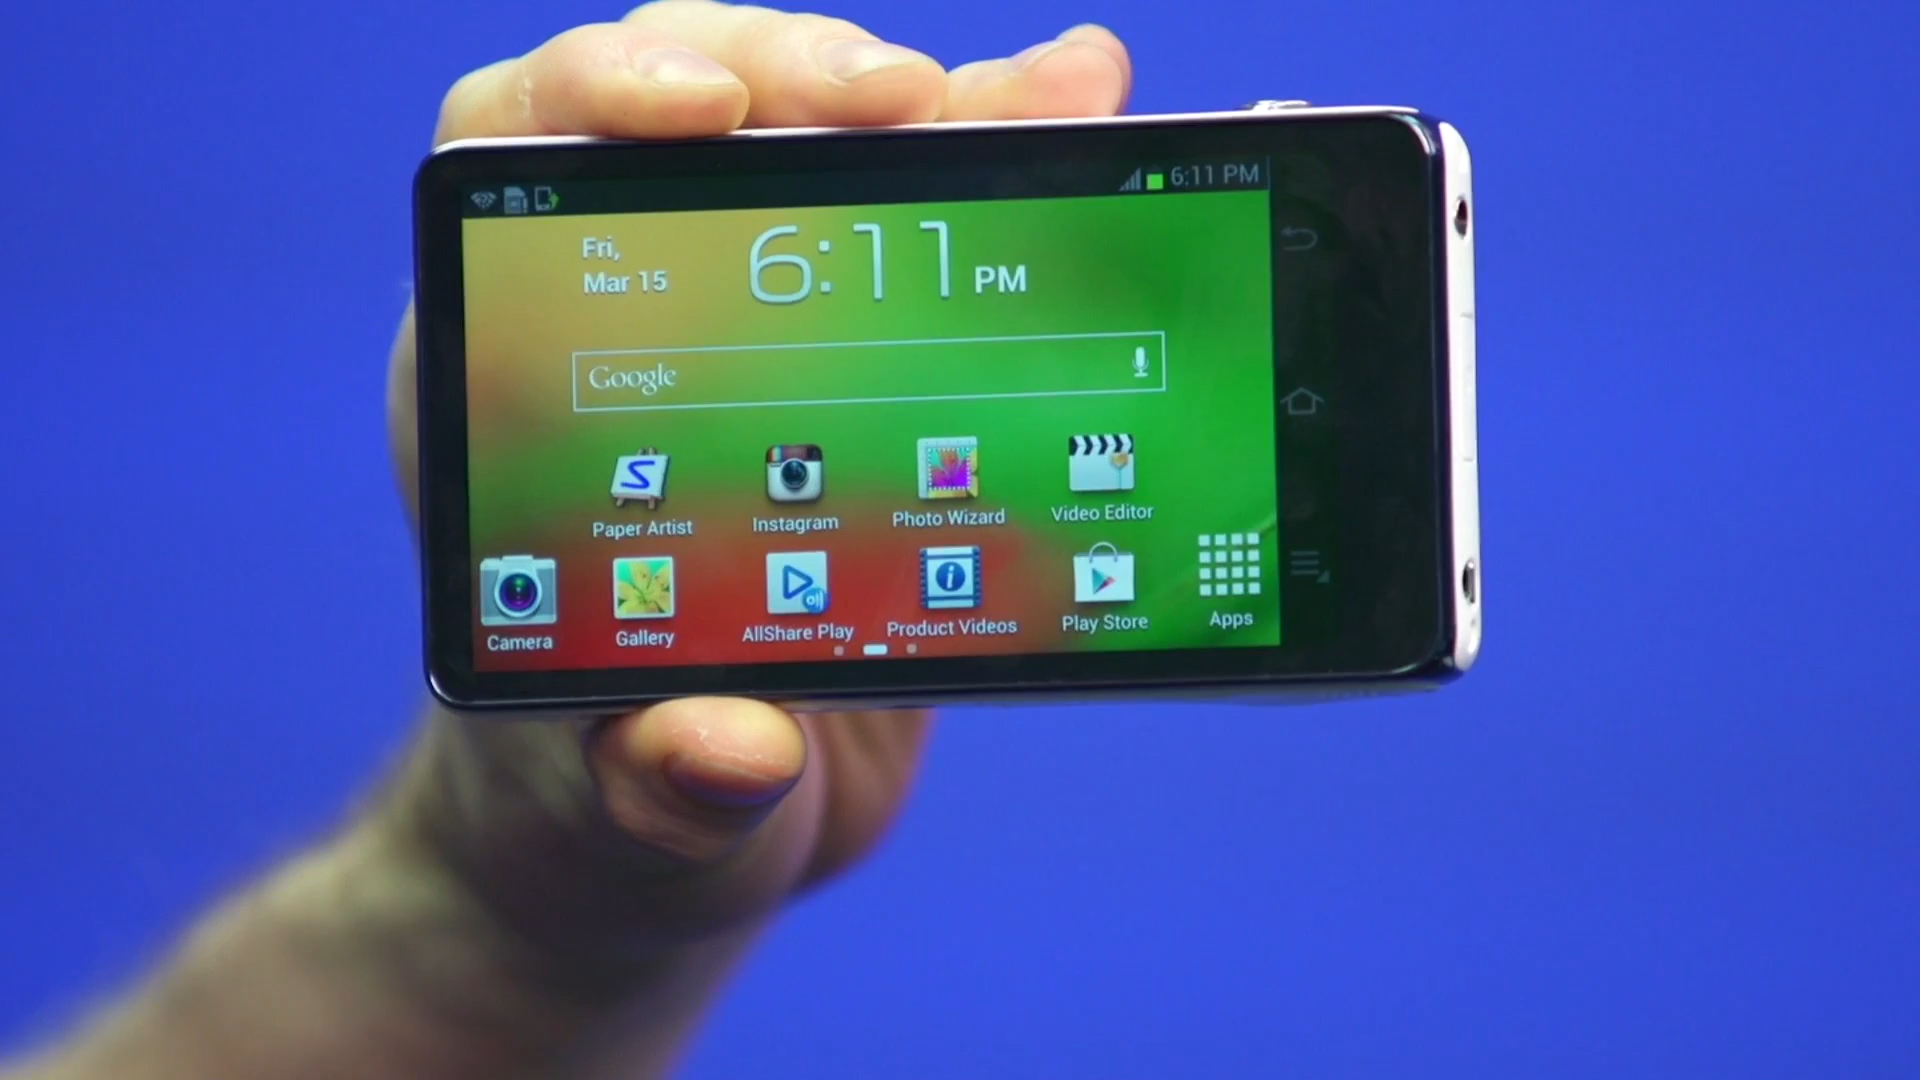 6:11 PM
Fri,
Mar 15
6:11 PM
Google
S
Paper Artist
Instagram
Photo Wizard
Video Editor
Camera
Gallery
AllShare Play
Product Videos
Play Store
Apps